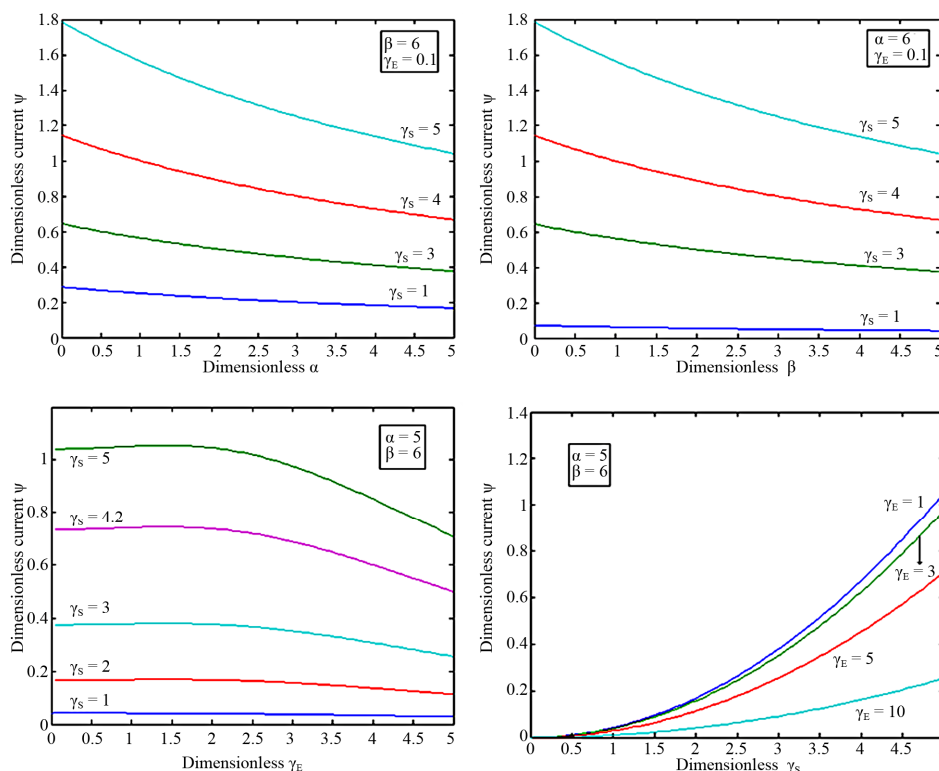 1.8
1.6
1.4
1.2
1
0.8
0.6
0.4
0.2
0
Dimensionless current ψ
β = 6
γE = 0.1
γS = 5
γS = 4
γS = 3
γS = 1
0 0.5 1 1.5 2 2.5 3 3.5 4 4.5 5
Dimensionless α
1.8
1.6
1.4
1.2
1
0.8
0.6
0.4
0.2
0
Dimensionless current ψ
α = 6
γE = 0.1
γS = 5
γS = 4
γS = 3
γS = 1
0 0.5 1 1.5 2 2.5 3 3.5 4 4.5 5
Dimensionless β
1
0.8
0.6
0.4
0.2
0
Dimensionless current ψ
α = 5
β = 6
γS = 5
γS = 4.2
γS = 3
γS = 2
γS = 1
0 0.5 1 1.5 2 2.5 3 3.5 4 4.5 5
Dimensionless γE
1.4
1.2
1
0.8
0.6
0.4
0.2
0
Dimensionless current ψ
α = 5
β = 6
γE = 1
γE = 3
γE = 5
γE = 10
0 0.5 1 1.5 2 2.5 3 3.5 4 4.5 5
Dimensionless γS